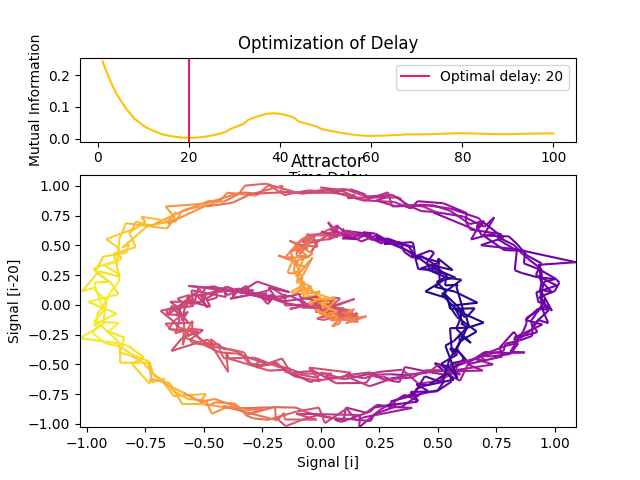 Optimization of Delay
Mutual Information
0.2
0.1
0.0
Optimal delay: 20
0 20 40 60 80 100
Attractor
Time Delay
Signal [i-20]
1.00
0.75
0.50
0.25
0.00
−0.25
−0.50
−0.75
−1.00
−1.00 −0.75 −0.50 −0.25 0.00 0.25 0.50 0.75 1.00
Signal [i]